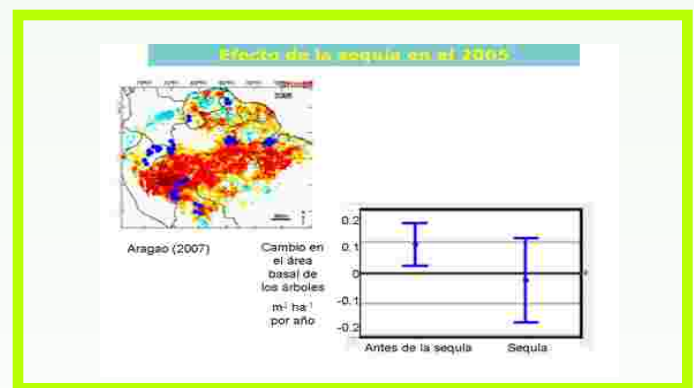 Efecto de la sequía en el 2005
2005
Aragao (2007)
Cambio en
el área
basal de
los árboles
m² ha⁻¹
por año
0.2
0.1
0
-0.1
-0.2
Antes de la sequía
Sequía